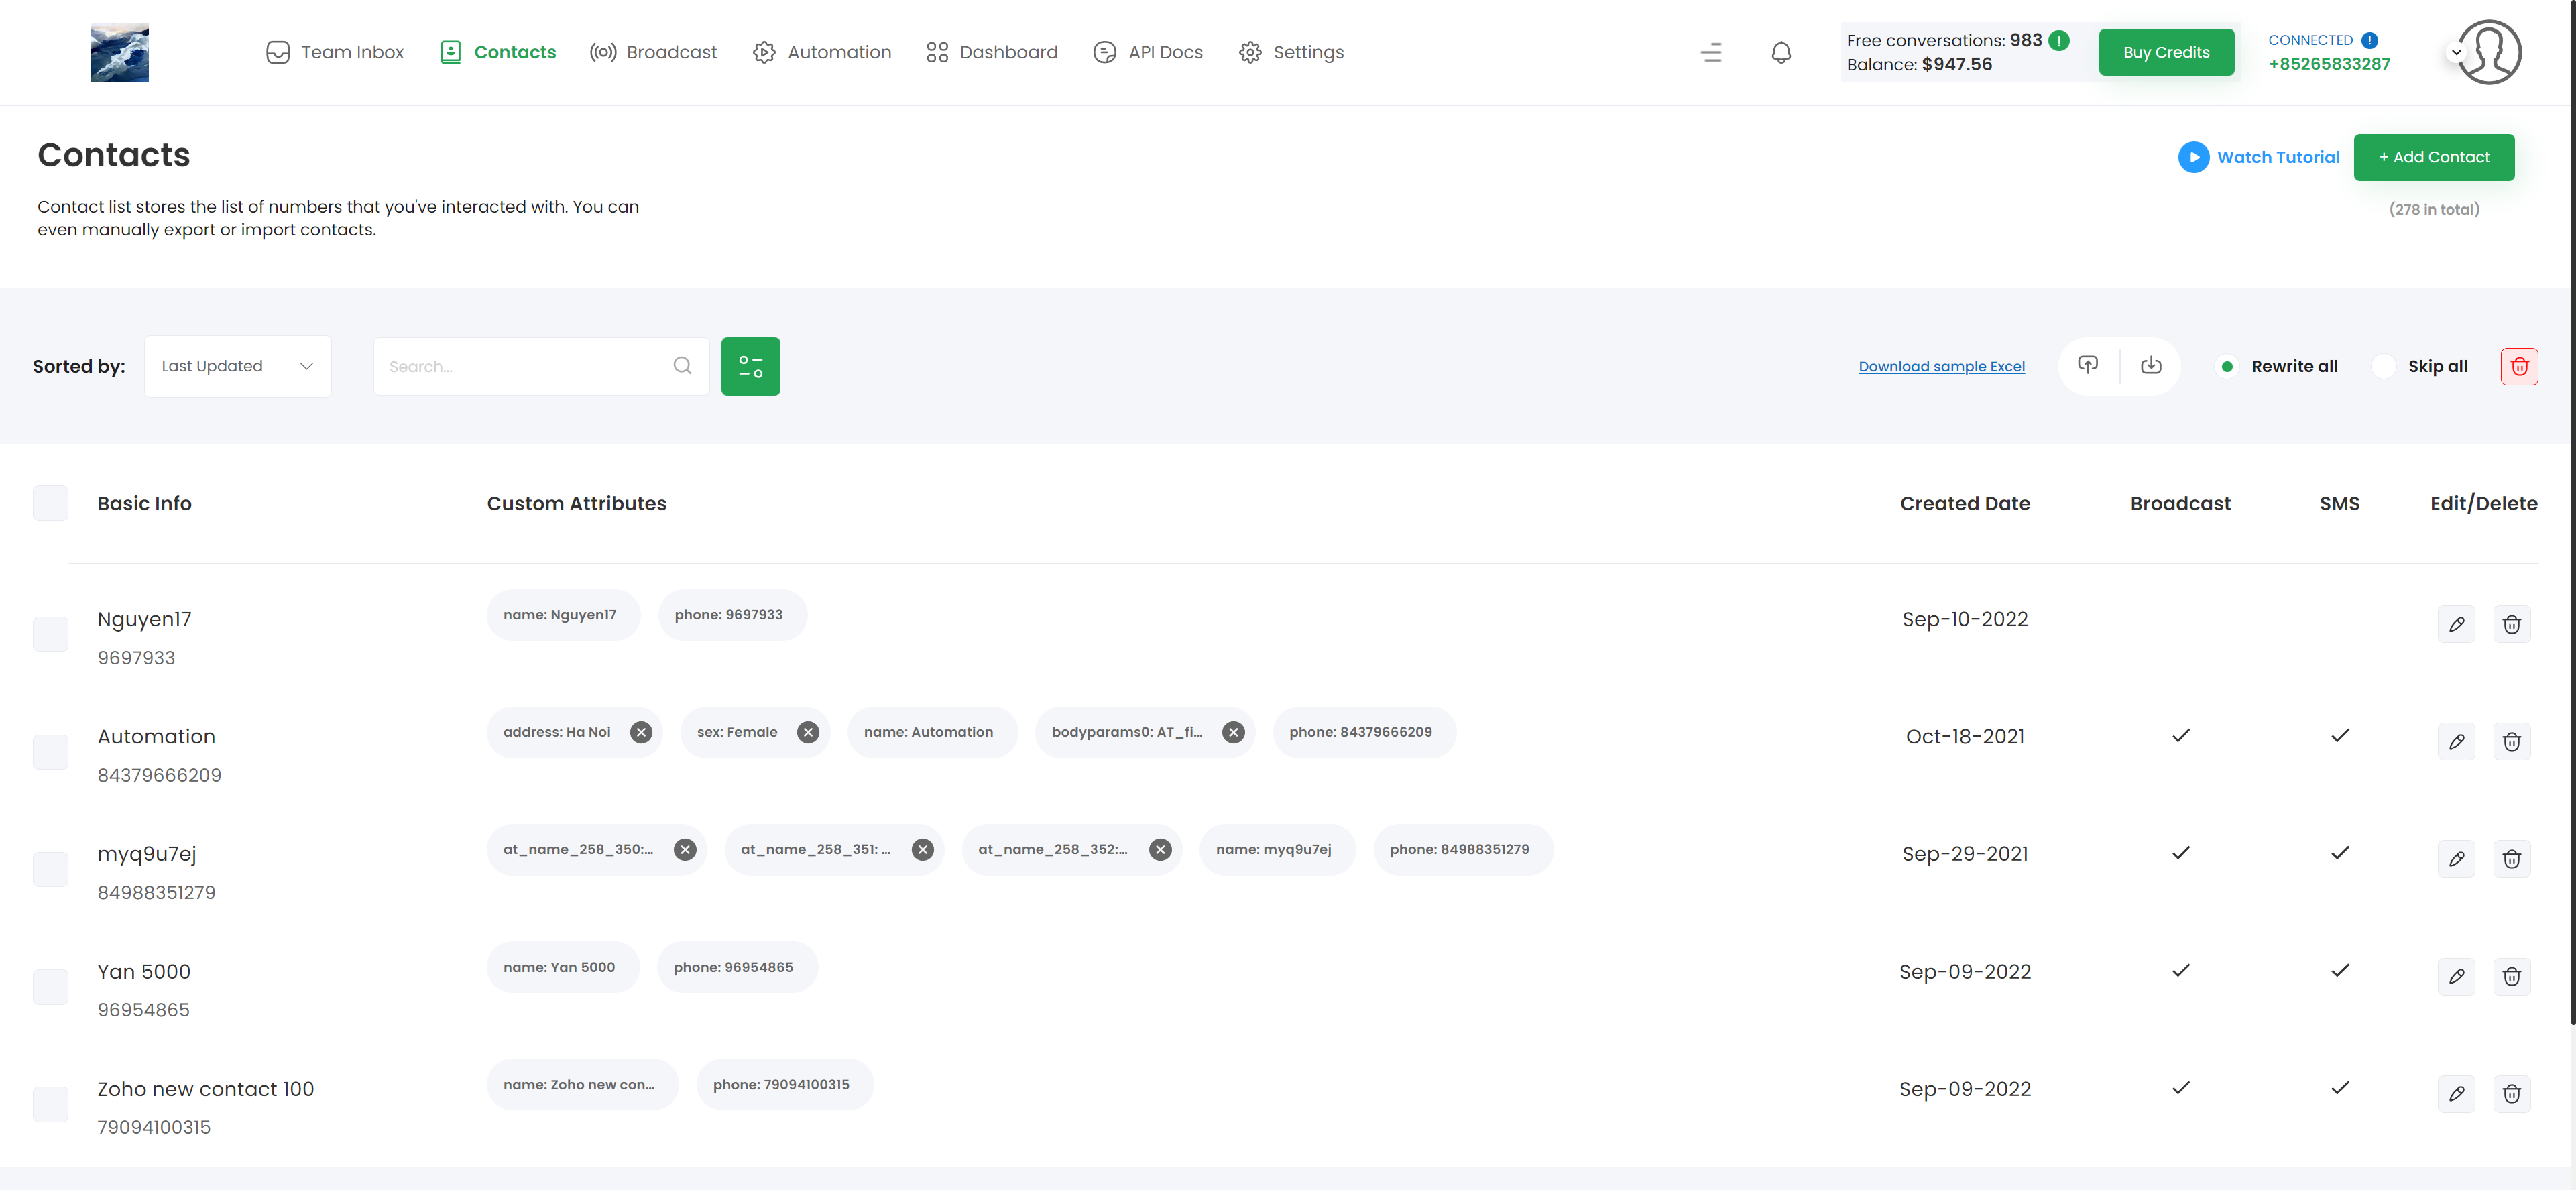 Team Inbox
Contacts
Broadcast
Automation
Dashboard
API Docs
Settings
Free conversations: 983
Balance: $947.56
Buy Credits
CONNECTED
+85265833287
Contacts
Watch Tutorial
+ Add Contact
Contact list stores the list of numbers that you've interacted with. You can
even manually export or import contacts.
(278 in total)
Sorted by:
Last Updated
Search...
Download sample Excel
Rewrite all
Skip all
Basic Info
Custom Attributes
Created Date
Broadcast
SMS
Edit/Delete
Nguyen17
9697933
name: Nguyen17
phone: 9697933
Sep-10-2022
Automation
84379666209
address: Ha Noi
sex: Female
name: Automation
bodyparams0: AT_fi...
phone: 84379666209
Oct-18-2021
myq9u7ej
84988351279
at_name_258_350:...
at_name_258_351: ...
at_name_258_352:...
name: myq9u7ej
phone: 84988351279
Sep-29-2021
Yan 5000
96954865
name: Yan 5000
phone: 96954865
Sep-09-2022
Zoho new contact 100
79094100315
name: Zoho new con...
phone: 79094100315
Sep-09-2022